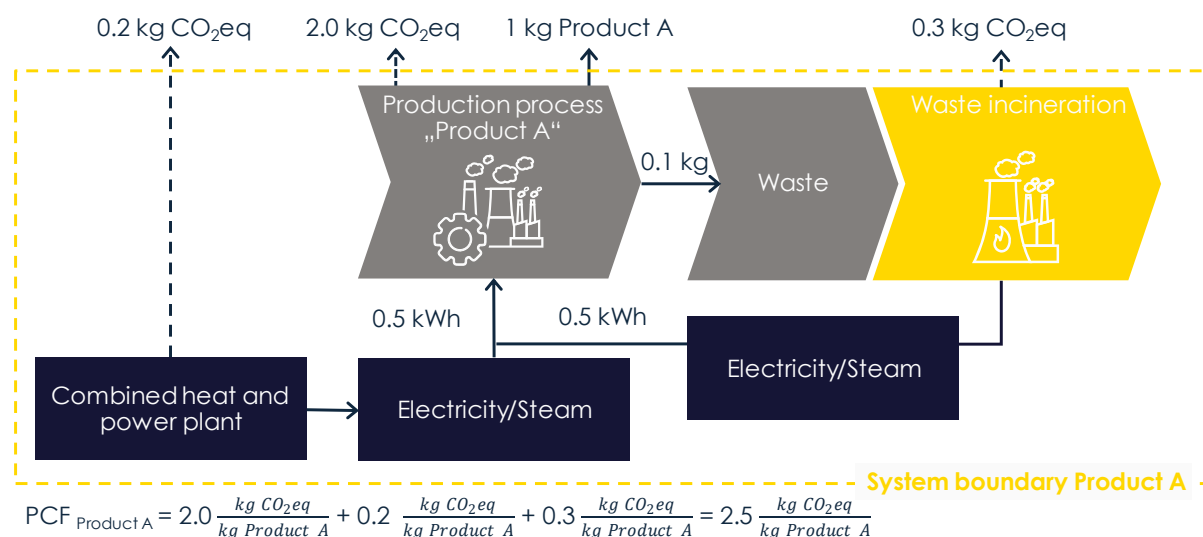 0.2 kg CO₂eq
2.0 kg CO₂eq
1 kg Product A
0.3 kg CO₂eq
Production process
„Product A“
0.1 kg
Waste
Waste incineration
0.5 kWh
0.5 kWh
Combined heat and
power plant
Electricity/Steam
Electricity/Steam
System boundary Product A
PCF Product A = 2.0 kg CO₂eq / kg Product A + 0.2 kg CO₂eq / kg Product A + 0.3 kg CO₂eq / kg Product A = 2.5 kg CO₂eq / kg Product A